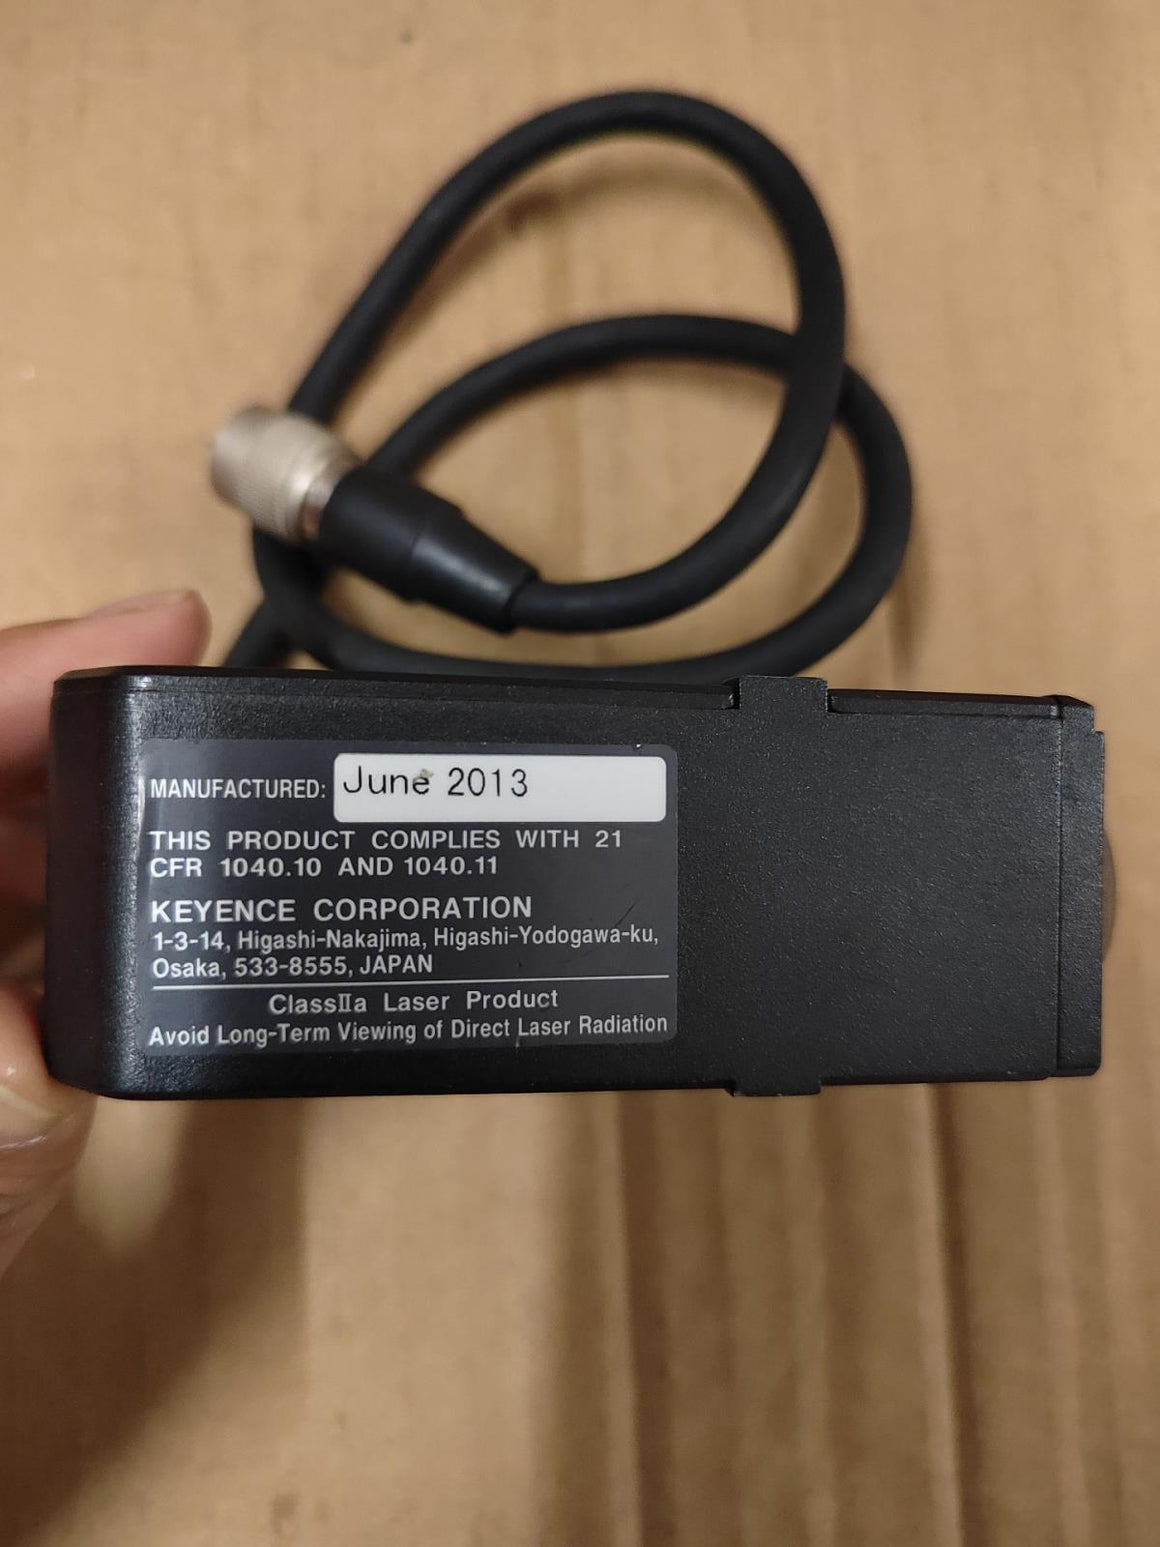 MANUFACTURED: June 2013
THIS PRODUCT COMPLIES WITH 21
CFR 1040.10 AND 1040.11
KEYENCE CORPORATION
1-3-14, Higashi-Nakajima, Higashi-Yodogawa-ku,
Osaka, 533-8555, JAPAN
ClassⅡa Laser Product
Avoid Long-Term Viewing of Direct Laser Radiation